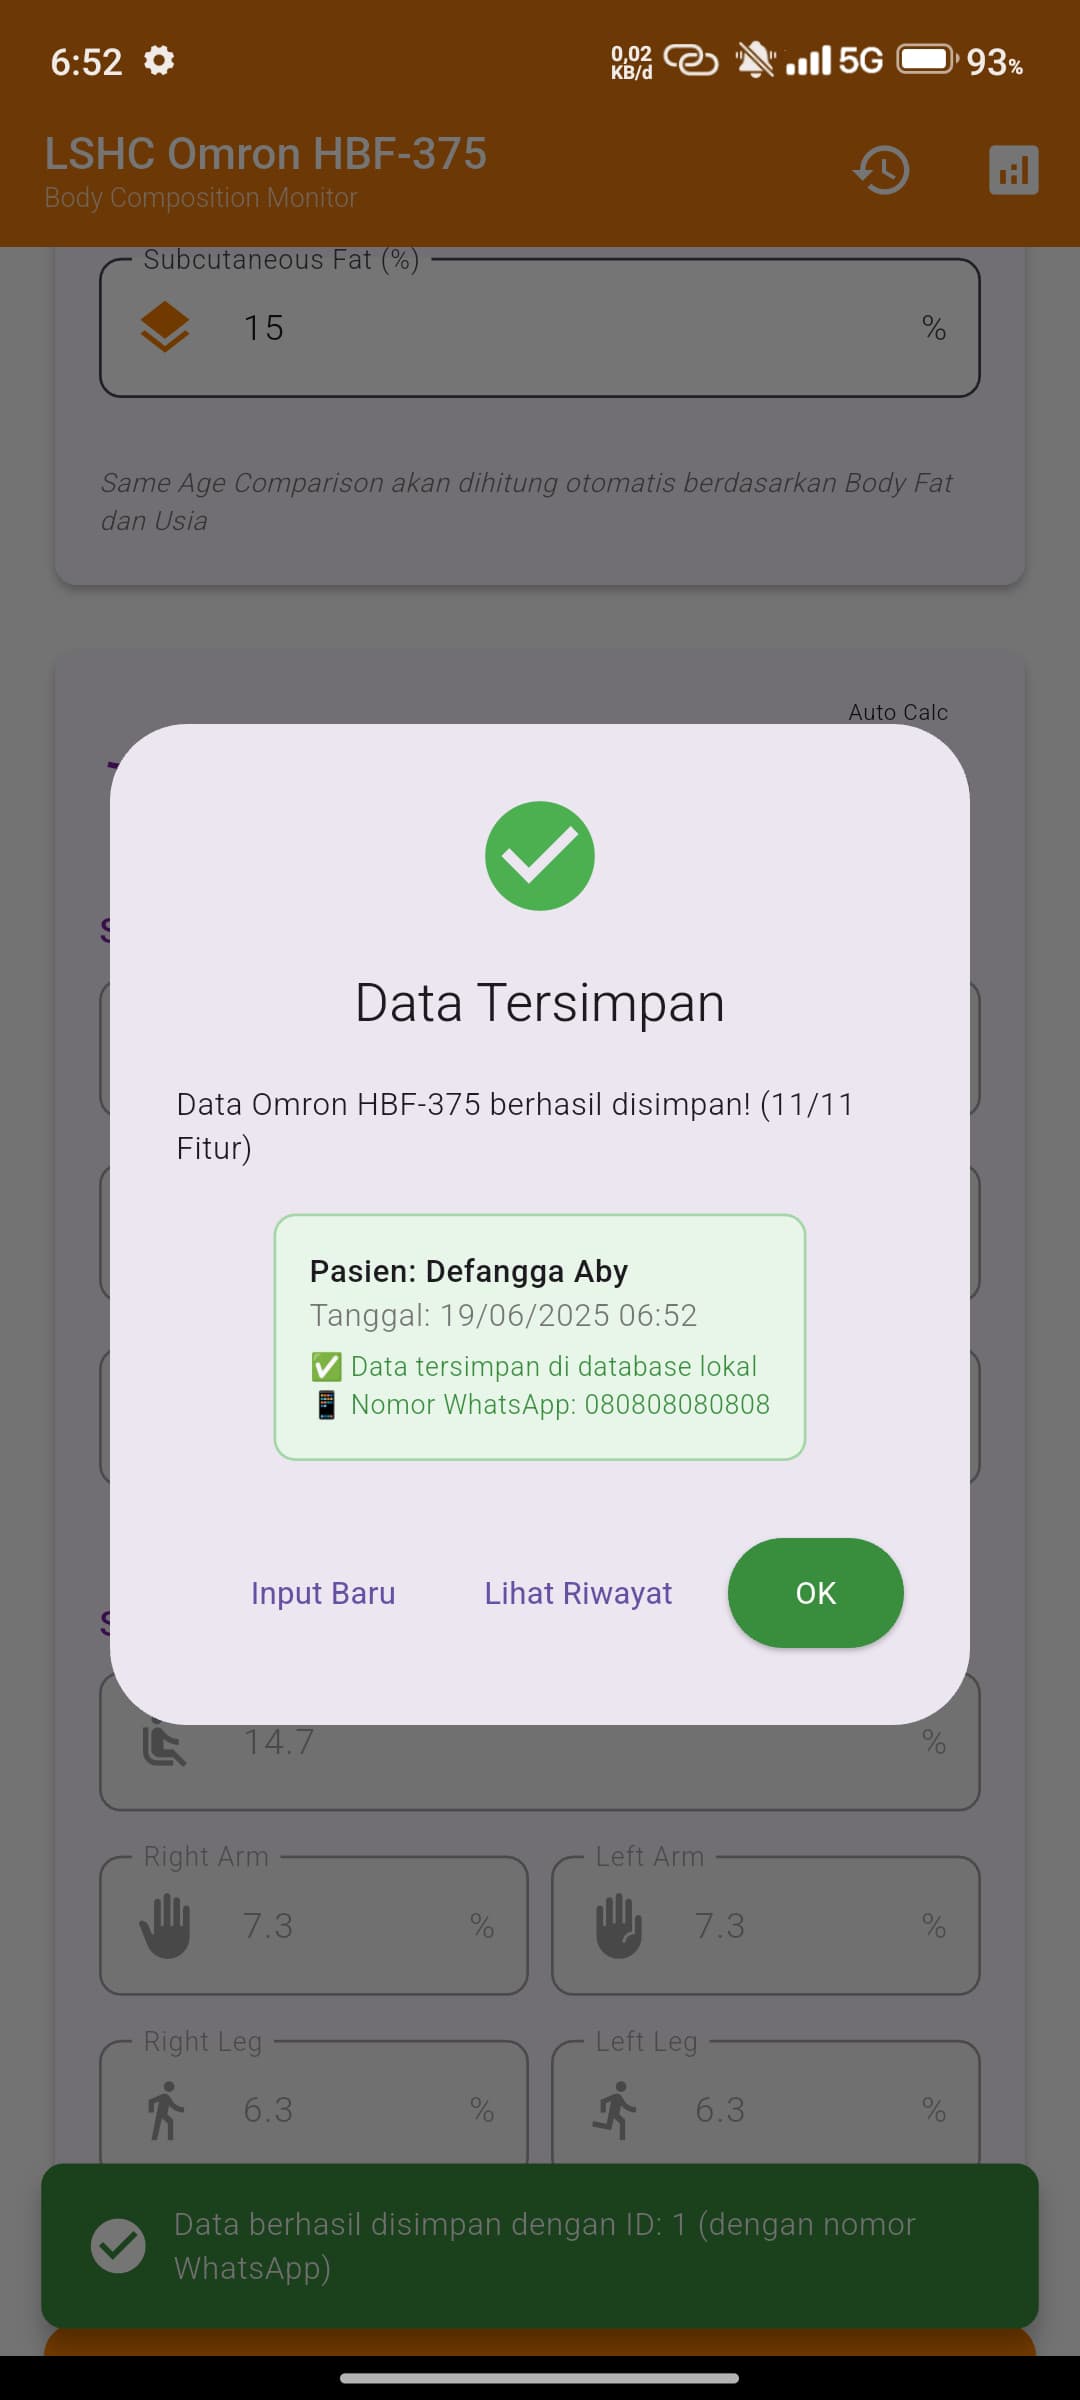 6:52
0,02
KB/d
5G
93%
LSHC Omron HBF-375
Body Composition Monitor
Subcutaneous Fat (%)
15 %
Same Age Comparison akan dihitung otomatis berdasarkan Body Fat
dan Usia
Auto Calc
Data Tersimpan
Data Omron HBF-375 berhasil disimpan! (11/11
Fitur)
Pasien: Defangga Aby
Tanggal: 19/06/2025 06:52
✅ Data tersimpan di database lokal
📱 Nomor WhatsApp: 080808080808
Input Baru Lihat Riwayat OK
14.7 %
Right Arm Left Arm
7.3 % 7.3 %
Right Leg Left Leg
6.3 % 6.3 %
Data berhasil disimpan dengan ID: 1 (dengan nomor
WhatsApp)